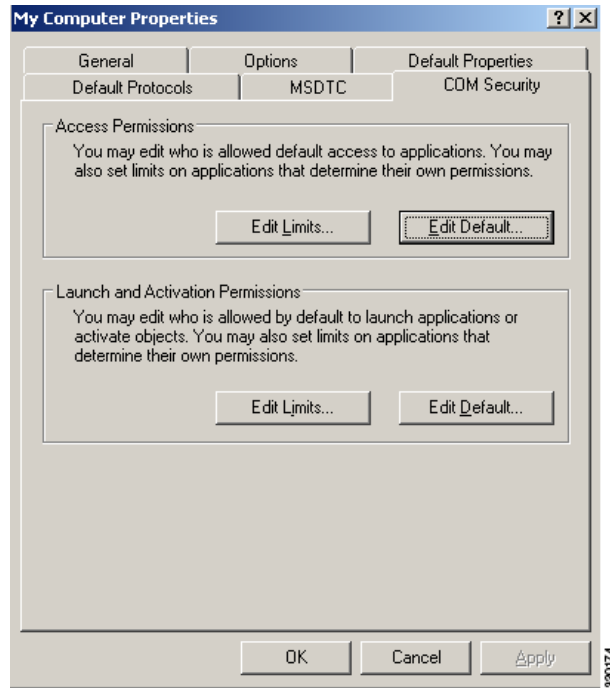 My Computer Properties
General Options Default Properties
Default Protocols MSDTC COM Security
Access Permissions
You may edit who is allowed default access to applications. You may
also set limits on applications that determine their own permissions.
Edit Limits... Edit Default...
Launch and Activation Permissions
You may edit who is allowed by default to launch applications or
activate objects. You may also set limits on applications that
determine their own permissions.
Edit Limits... Edit Default...
OK Cancel Apply